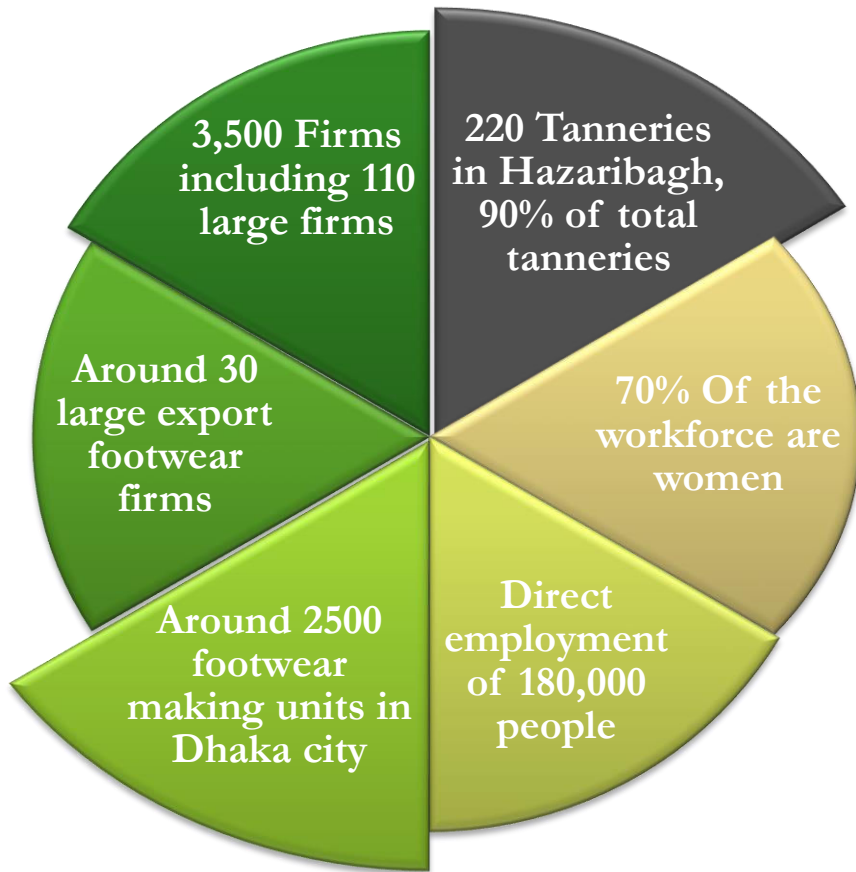 220 Tanneries
in Hazaribagh,
90% of total
tanneries
70% Of the
workforce are
women
Direct
employment
of 180,000
people
Around 2500
footwear
making units in
Dhaka city
Around 30
large export
footwear
firms
3,500 Firms
including 110
large firms